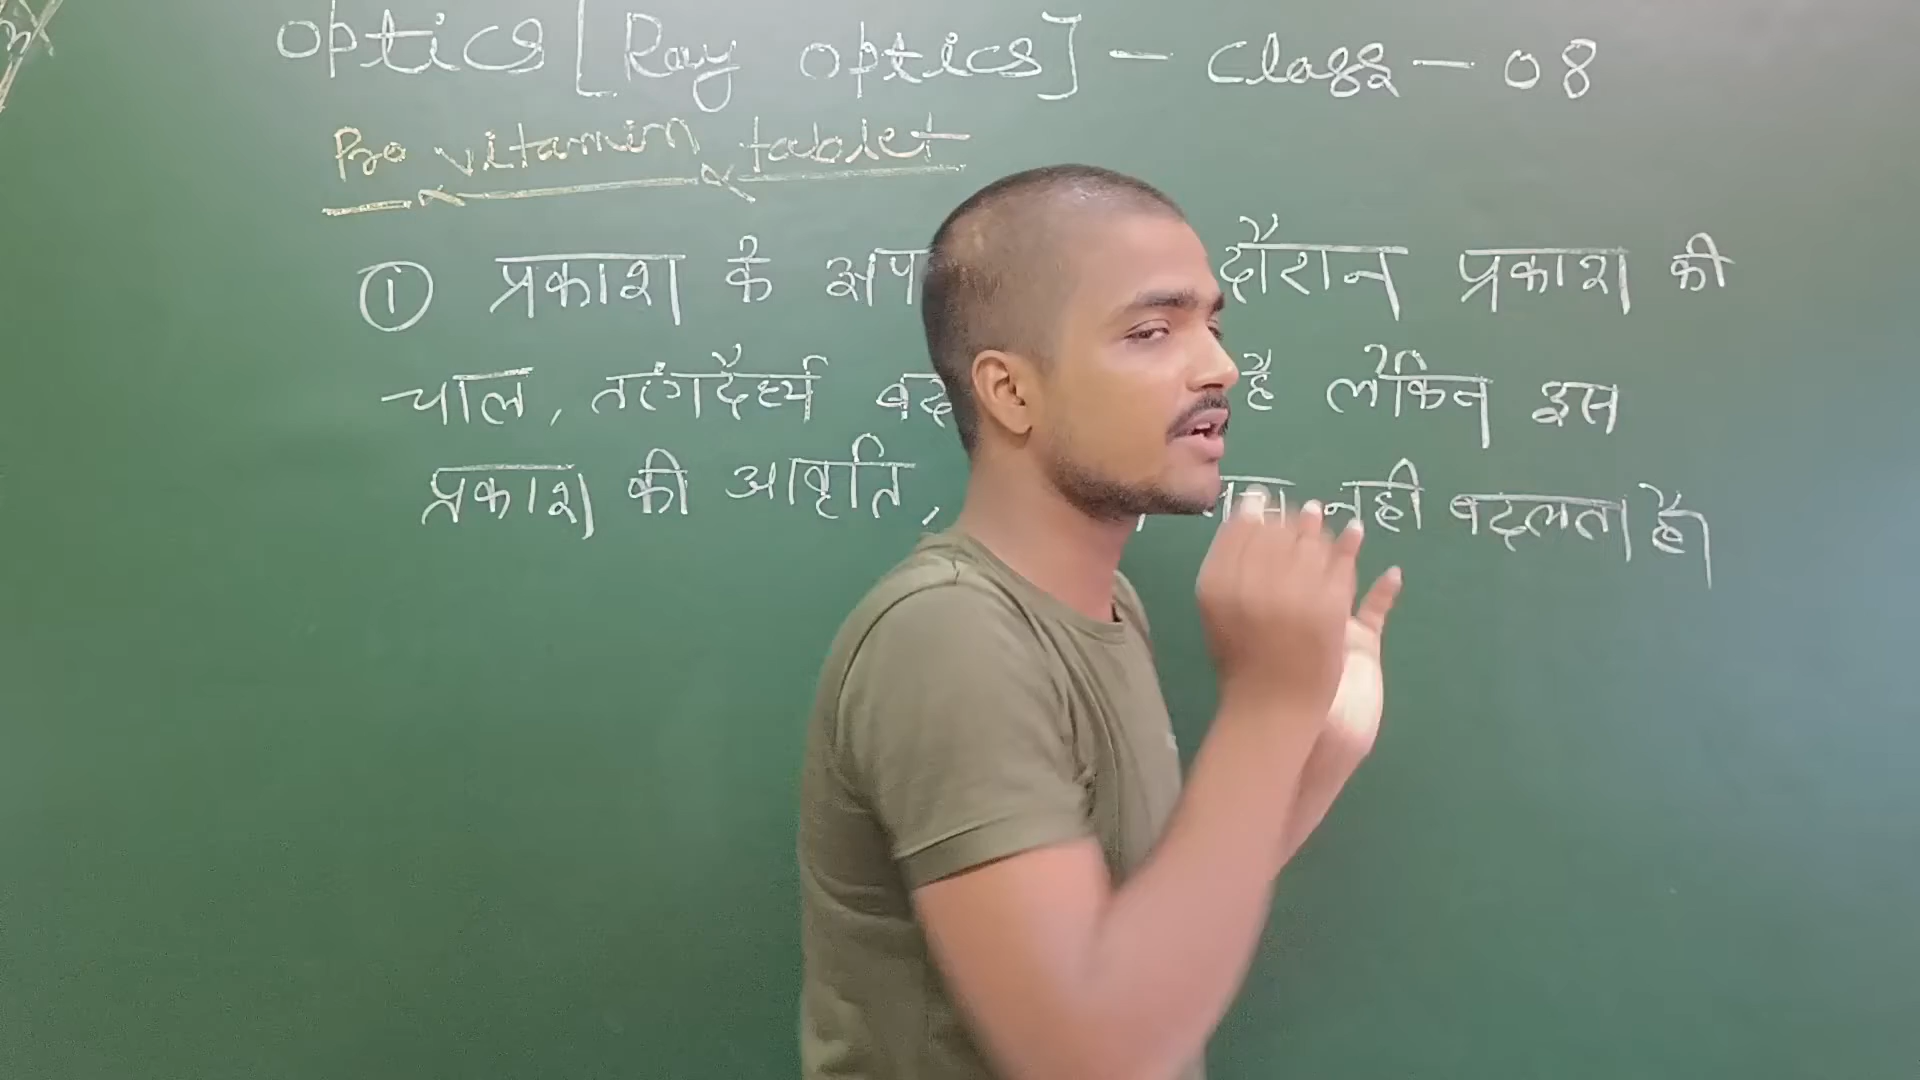 Optics [Ray optics] - Class - 08
Pro vitamin tablet
① प्रकाश के अप दौरान प्रकाश की
चाल, तरंगदैर्ध्य बद है लेकिन इस
प्रकाश की आवृति, नही बदलता है।